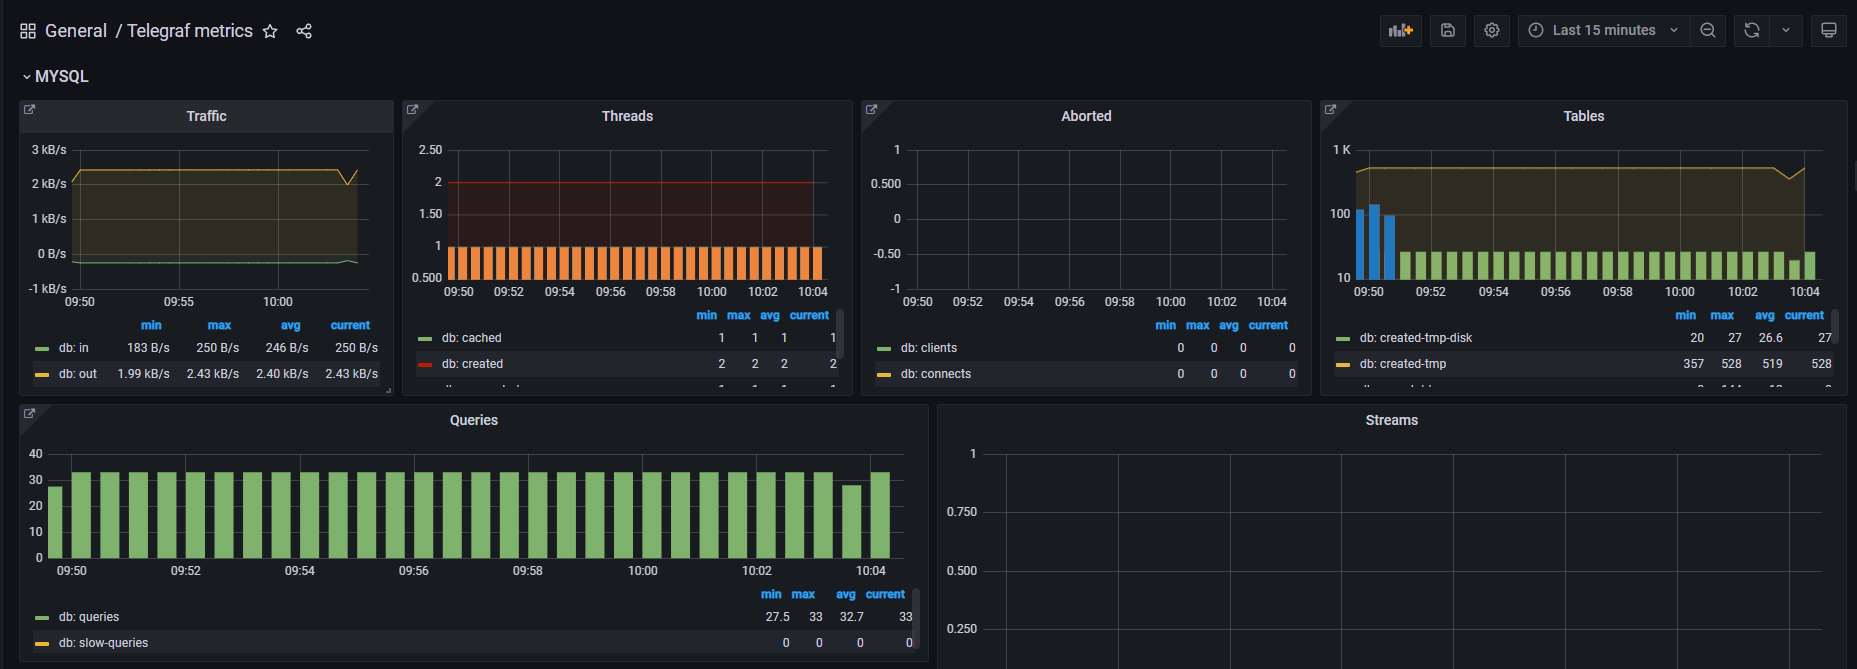 General / Telegraf metrics
Last 15 minutes
MYSQL
Traffic
3 kB/s
2 kB/s
1 kB/s
0 B/s
-1 kB/s
09:50 09:55 10:00
min max avg current
db: in 183 B/s 250 B/s 246 B/s 250 B/s
db: out 1.99 kB/s 2.43 kB/s 2.40 kB/s 2.43 kB/s
Threads
2.50
2
1.50
1
0.500
09:50 09:52 09:54 09:56 09:58 10:00 10:02 10:04
min max avg current
db: cached 1 1 1 1
db: created 2 2 2 2
Aborted
1
0.500
0
-0.50
-1
09:50 09:52 09:54 09:56 09:58 10:00 10:02 10:04
min max avg current
db: clients 0 0 0 0
db: connects 0 0 0 0
Tables
1 K
100
10
09:50 09:52 09:54 09:56 09:58 10:00 10:02 10:04
min max avg current
db: created-tmp-disk 20 27 26.6 27
db: created-tmp 357 528 519 528
Queries
40
30
20
10
0
09:50 09:52 09:54 09:56 09:58 10:00 10:02 10:04
min max avg current
db: queries 27.5 33 32.7 33
db: slow-queries 0 0 0 0
Streams
1
0.750
0.500
0.250